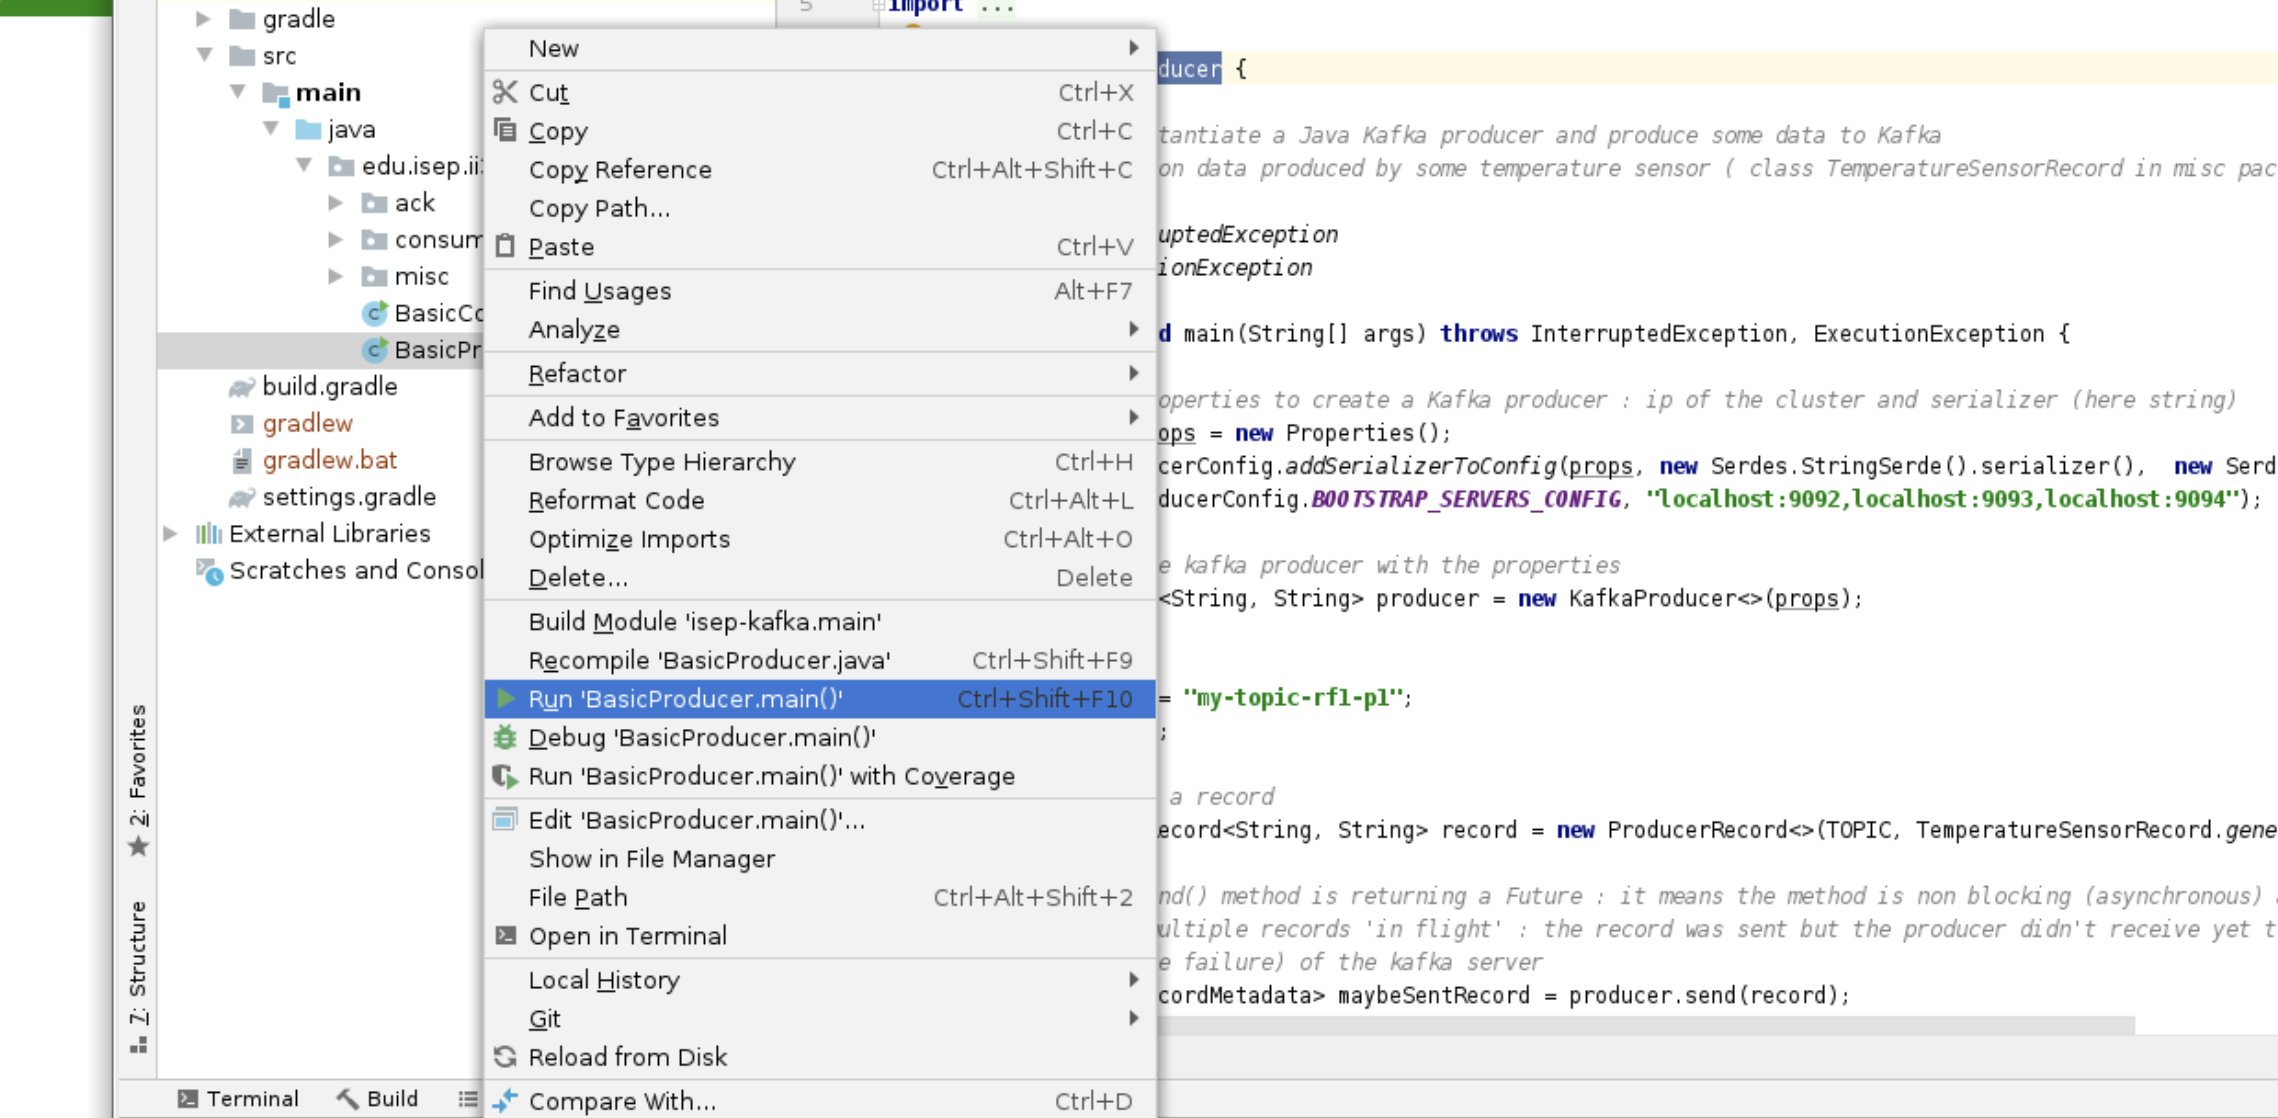 gradle
src
main
java
edu.isep.ii
ack
consum
misc
BasicCo
BasicPr
build.gradle
gradlew
gradlew.bat
settings.gradle
External Libraries
Scratches and Consol
2: Favorites
7: Structure
Terminal
Build
New
Cut Ctrl+X
Copy Ctrl+C
Copy Reference Ctrl+Alt+Shift+C
Copy Path...
Paste Ctrl+V
Find Usages Alt+F7
Analyze
Refactor
Add to Favorites
Browse Type Hierarchy Ctrl+H
Reformat Code Ctrl+Alt+L
Optimize Imports Ctrl+Alt+O
Delete... Delete
Build Module 'isep-kafka.main'
Recompile 'BasicProducer.java' Ctrl+Shift+F9
Run 'BasicProducer.main()' Ctrl+Shift+F10
Debug 'BasicProducer.main()'
Run 'BasicProducer.main()' with Coverage
Edit 'BasicProducer.main()'...
Show in File Manager
File Path Ctrl+Alt+Shift+2
Open in Terminal
Local History
Git
Reload from Disk
Compare With... Ctrl+D
5 import ...
ducer {
tantiate a Java Kafka producer and produce some data to Kafka
on data produced by some temperature sensor ( class TemperatureSensorRecord in misc pac
uptedException
ionException
d main(String[] args) throws InterruptedException, ExecutionException {
operties to create a Kafka producer : ip of the cluster and serializer (here string)
ops = new Properties();
cerConfig.addSerializerToConfig(props, new Serdes.StringSerde().serializer(), new Serd
ducerConfig.BOOTSTRAP_SERVERS_CONFIG, "localhost:9092,localhost:9093,localhost:9094");
e kafka producer with the properties
<String, String> producer = new KafkaProducer<>(props);
= "my-topic-rf1-p1";
;
a record
ecord<String, String> record = new ProducerRecord<>(TOPIC, TemperatureSensorRecord.gene
nd() method is returning a Future : it means the method is non blocking (asynchronous)
ultiple records 'in flight' : the record was sent but the producer didn't receive yet t
e failure) of the kafka server
cordMetadata> maybeSentRecord = producer.send(record);